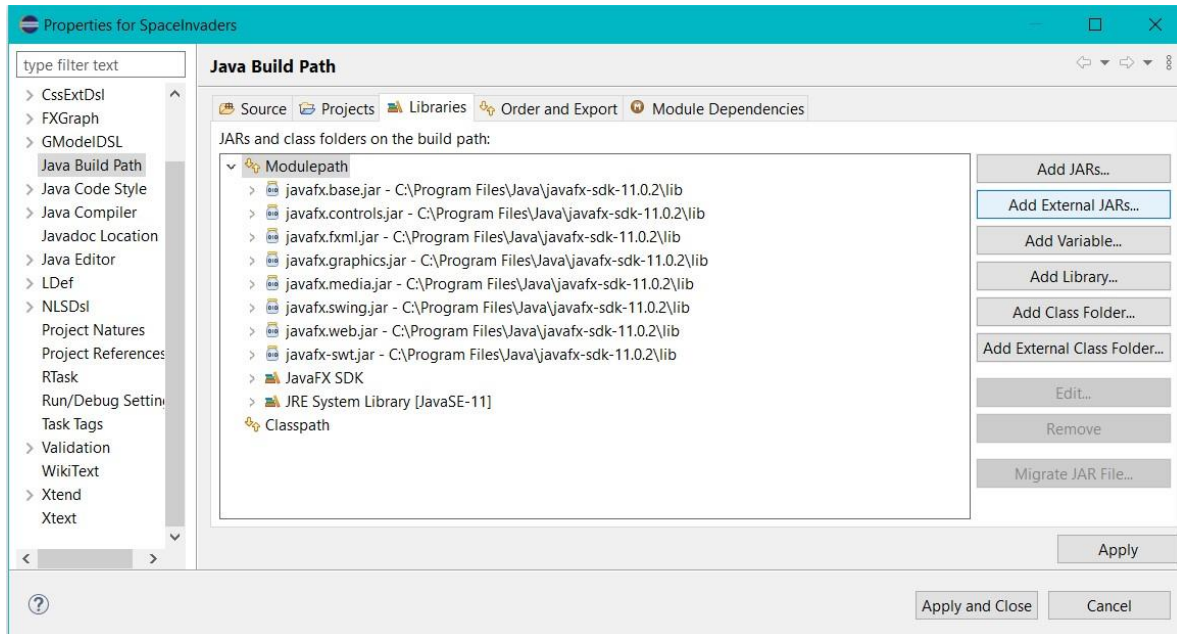 Properties for SpaceInvaders
type filter text
CssExtDsl
FXGraph
GModelDSL
Java Build Path
Java Code Style
Java Compiler
Javadoc Location
Java Editor
LDef
NLSDsl
Project Natures
Project References
RTask
Run/Debug Settin
Task Tags
Validation
WikiText
Xtend
Xtext
Java Build Path
Source Projects Libraries Order and Export Module Dependencies
JARs and class folders on the build path:
Modulepath
javafx.base.jar - C:\Program Files\Java\javafx-sdk-11.0.2\lib
javafx.controls.jar - C:\Program Files\Java\javafx-sdk-11.0.2\lib
javafx.fxml.jar - C:\Program Files\Java\javafx-sdk-11.0.2\lib
javafx.graphics.jar - C:\Program Files\Java\javafx-sdk-11.0.2\lib
javafx.media.jar - C:\Program Files\Java\javafx-sdk-11.0.2\lib
javafx.swing.jar - C:\Program Files\Java\javafx-sdk-11.0.2\lib
javafx.web.jar - C:\Program Files\Java\javafx-sdk-11.0.2\lib
javafx-swt.jar - C:\Program Files\Java\javafx-sdk-11.0.2\lib
JavaFX SDK
JRE System Library [JavaSE-11]
Classpath
Add JARs...
Add External JARs...
Add Variable...
Add Library...
Add Class Folder...
Add External Class Folder...
Edit...
Remove
Migrate JAR File...
Apply
Apply and Close
Cancel